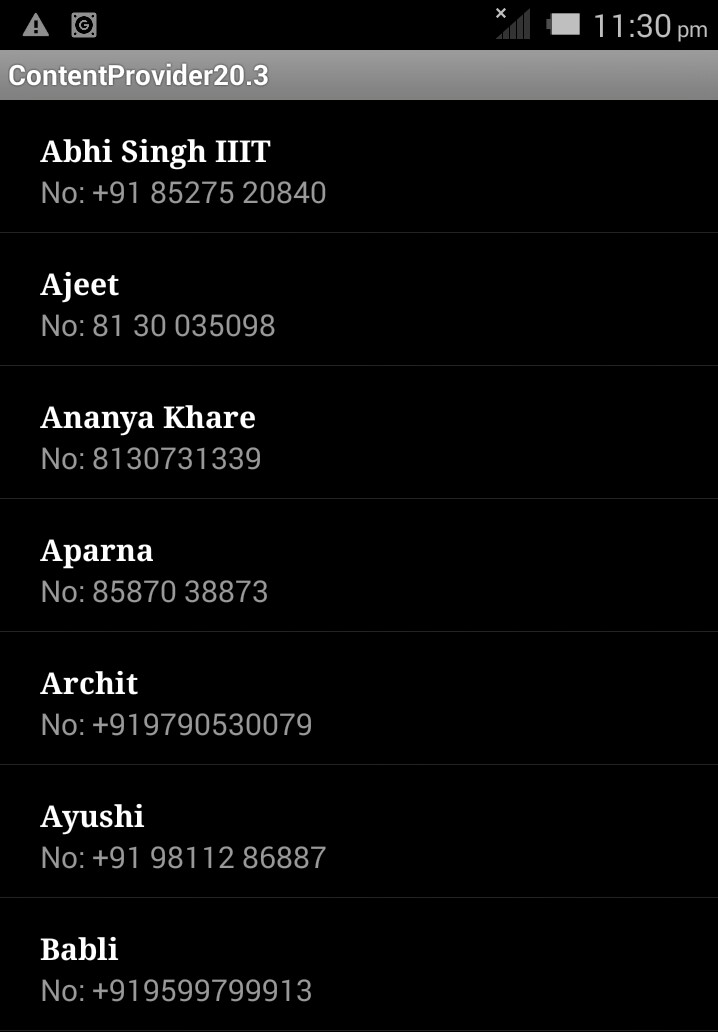 11:30 pm
ContentProvider20.3
Abhi Singh IIIT
No: +91 85275 20840
Ajeet
No: 81 30 035098
Ananya Khare
No: 8130731339
Aparna
No: 85870 38873
Archit
No: +919790530079
Ayushi
No: +91 98112 86887
Babli
No: +919599799913